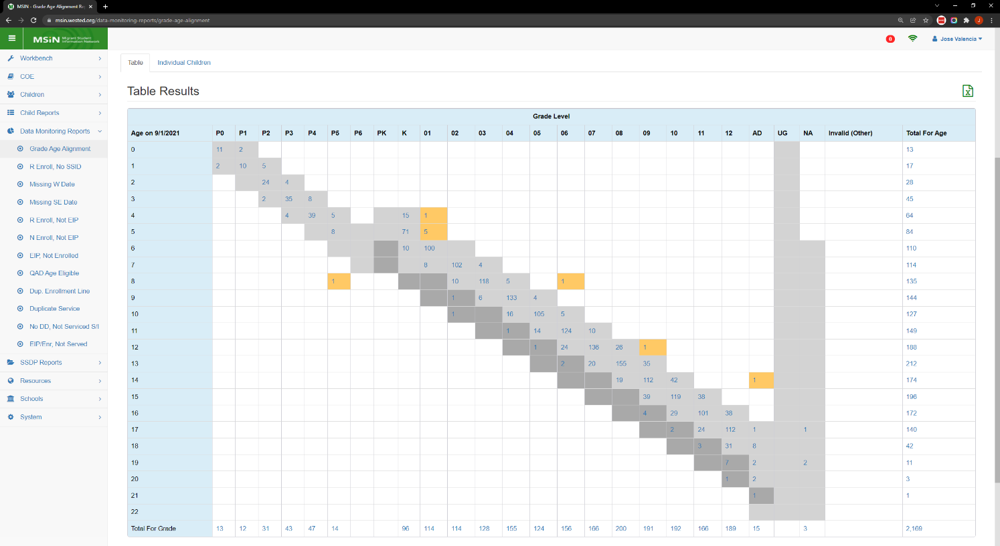 MSIN - Grade Age Alignment Re
msin.wested.org/data-monitoring-reports/grade-age-alignment
J
MSiN Migrant Student Information Network
0
Jose Valencia
Workbench
COE
Children
Child Reports
Data Monitoring Reports
Grade Age Alignment
R Enroll, No SSID
Missing W Date
Missing SE Date
R Enroll, Not EIP
N Enroll, Not EIP
EIP, Not Enrolled
QAD Age Eligible
Dup. Enrollment Line
Duplicate Service
No DD, Not Serviced S/I
EIP/Enr, Not Served
SSDP Reports
Resources
Schools
System
Table Individual Children
Table Results
Grade Level
Age on 9/1/2021 P0 P1 P2 P3 P4 P5 P6 PK K 01 02 03 04 05 06 07 08 09 10 11 12 AD UG NA Invalid (Other) Total For Age
0 11 2 13
1 2 10 5 17
2 24 4 28
3 2 35 8 45
4 4 39 5 15 1 64
5 8 71 5 84
6 10 100 110
7 8 102 4 114
8 1 10 118 5 1 135
9 1 6 133 4 144
10 1 16 105 5 127
11 1 14 124 10 149
12 1 24 136 26 1 188
13 2 20 155 35 212
14 19 112 42 1 174
15 39 119 38 196
16 4 29 101 38 172
17 2 24 112 1 1 140
18 3 31 8 42
19 7 2 2 11
20 1 2 3
21 1 1
22
Total For Grade 13 12 31 43 47 14 96 114 114 128 155 124 156 166 200 191 192 166 189 15 3 2,169